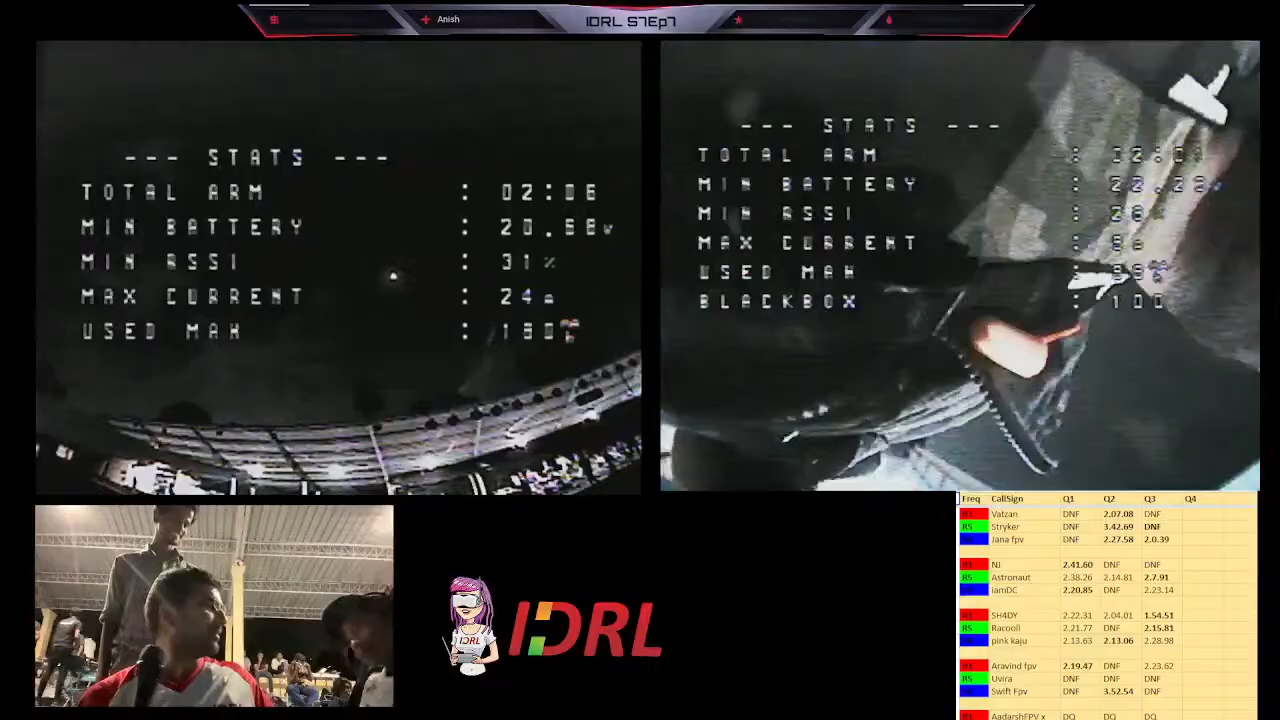 Anish
IDRL S7Ep7
--- STATS ---
TOTAL ARM : 02:06
MIN BATTERY : 20.68v
MIN RSSI : 31%
MAX CURRENT : 24a
USED MAH
--- STATS ---
TOTAL ARM
MIN BATTERY
MIN RSSI
MAX CURRENT
USED MAH
BLACKBOX : 100
IDRL
IDRL
Freq CallSign Q1 Q2 Q3 Q4
Vatzan DNF 2.07.08 DNF
R5 Stryker DNF 3.42.69 DNF
Jana fpv DNF 2.27.58 2.0.39
NJ 2.41.60 DNF DNF
R5 Astronaut 2.38.26 2.14.81 2.7.91
iamDC 2.20.85 DNF 2.23.14
SH4DY 2.22.31 2.04.01 1.54.51
R5 Racooll 2.21.77 DNF 2.15.81
pink kaju 2.13.63 2.13.06 2.28.98
Aravind fpv 2.19.47 DNF 2.23.62
R5 Uvira DNF DNF DNF
Swift Fpv DNF 3.52.54 DNF
AadarshFPV x DQ DQ DQ